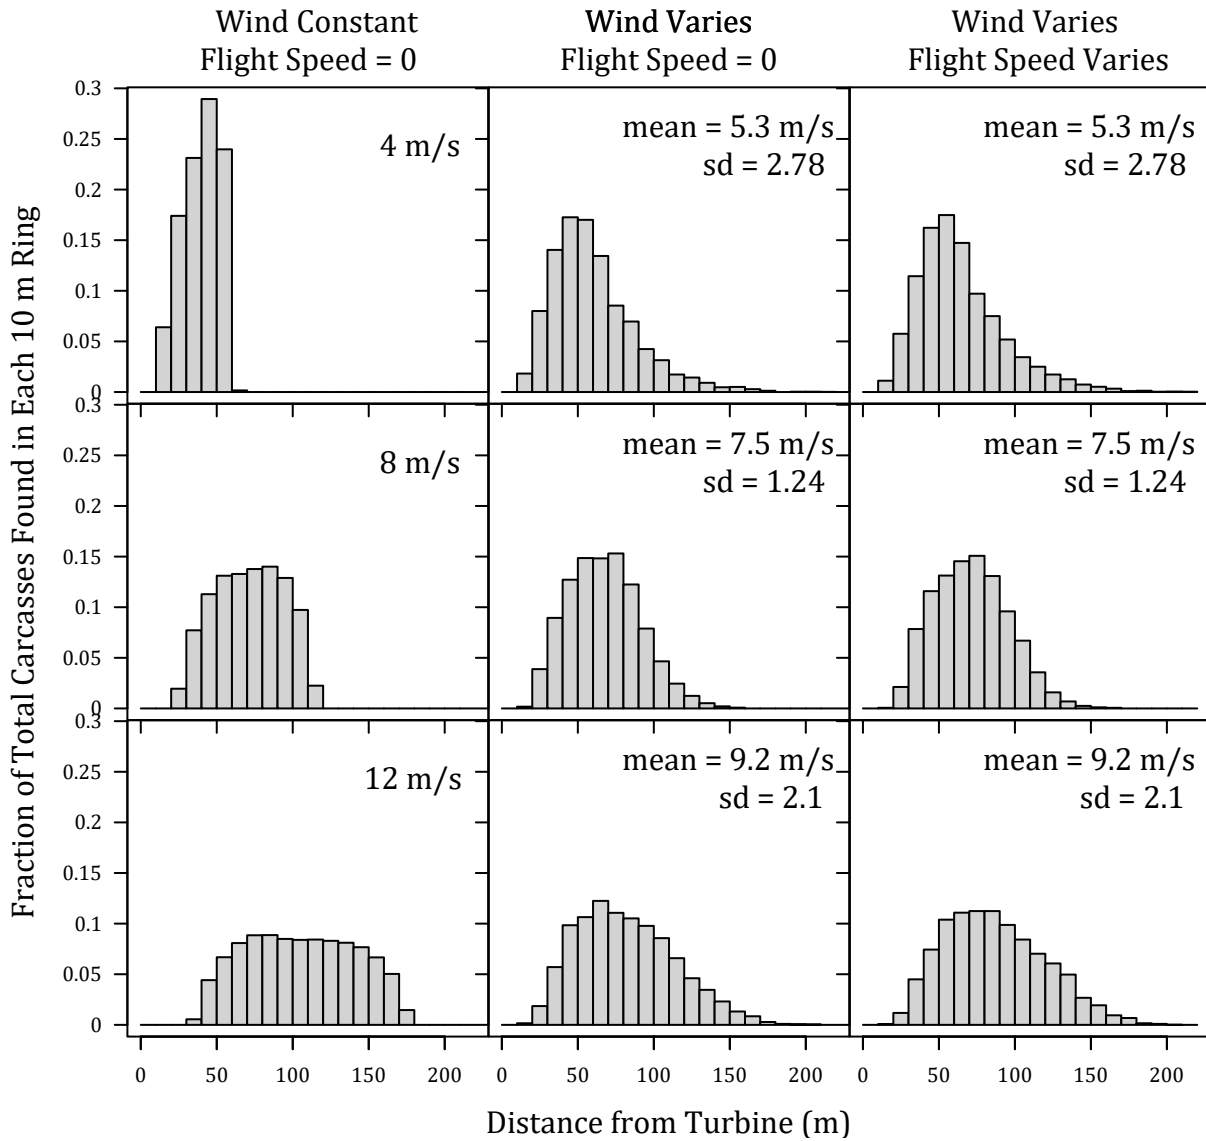 Wind Constant
Flight Speed = 0
Wind Varies
Flight Speed = 0
Wind Varies
Flight Speed Varies
Fraction of Total Carcasses Found in Each 10 m Ring
0.3
0.25
0.2
0.15
0.1
0.05
0
4 m/s
mean = 5.3 m/s
sd = 2.78
mean = 5.3 m/s
sd = 2.78
0.3
0.25
0.2
0.15
0.1
0.05
0
8 m/s
mean = 7.5 m/s
sd = 1.24
mean = 7.5 m/s
sd = 1.24
0.3
0.25
0.2
0.15
0.1
0.05
0
12 m/s
mean = 9.2 m/s
sd = 2.1
mean = 9.2 m/s
sd = 2.1
0 50 100 150 200
0 50 100 150 200
0 50 100 150 200
Distance from Turbine (m)